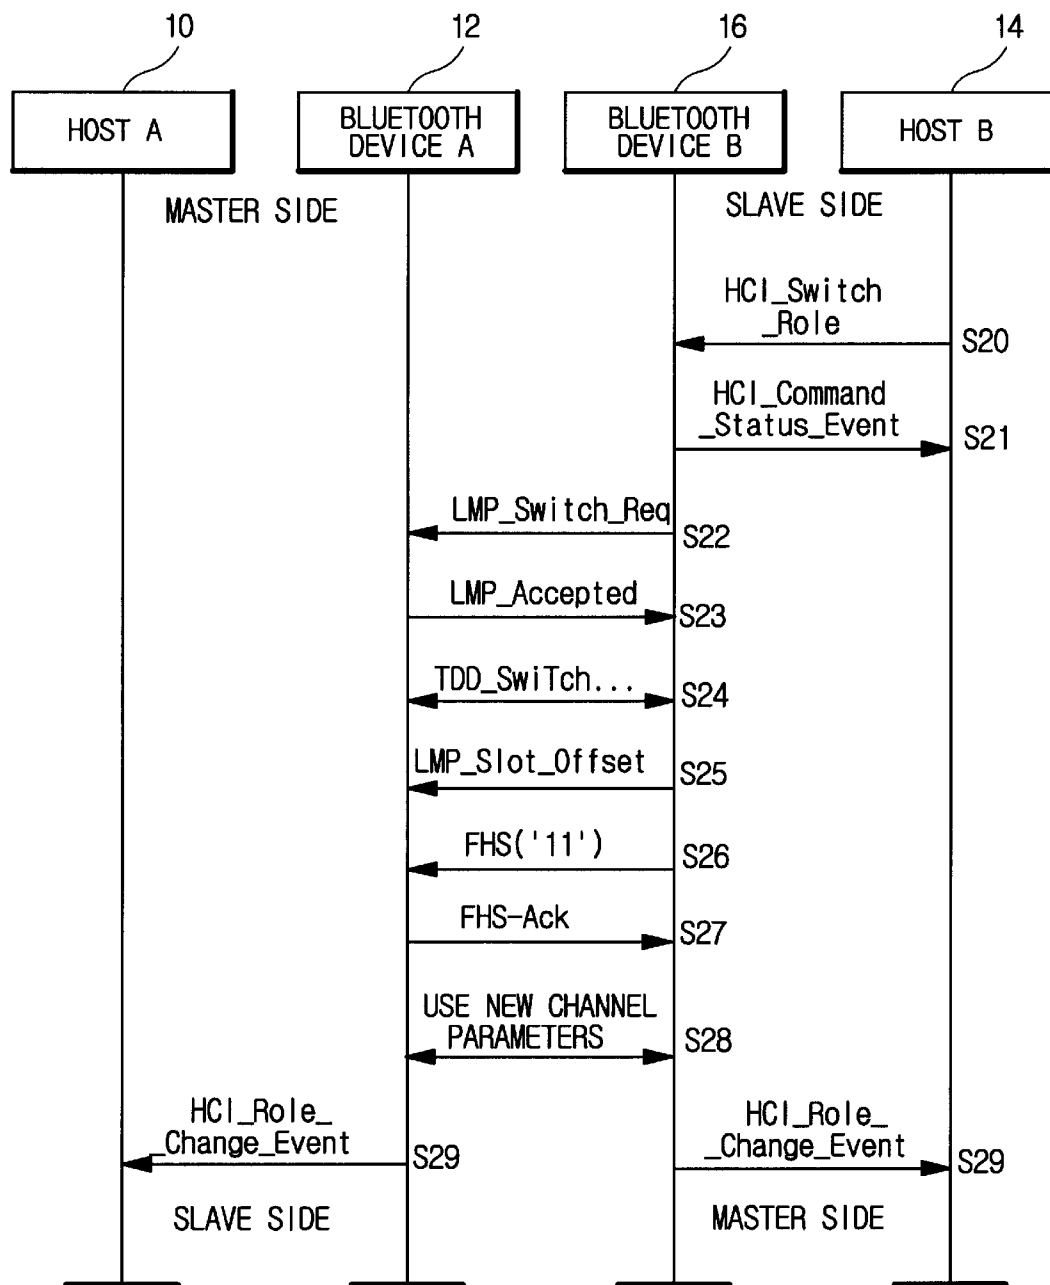 10
12
16
14
HOST A
BLUETOOTH
DEVICE A
BLUETOOTH
DEVICE B
HOST B
MASTER SIDE
SLAVE SIDE
HCI_Switch
_Role
S20
HCI_Command
_Status_Event
S21
LMP_Switch_Req
S22
LMP_Accepted
S23
TDD_SwiTch...
S24
LMP_Slot_Offset
S25
FHS('11')
S26
FHS-Ack
S27
USE NEW CHANNEL
PARAMETERS
S28
HCI_Role_
_Change_Event
S29
HCI_Role_
_Change_Event
S29
SLAVE SIDE
MASTER SIDE